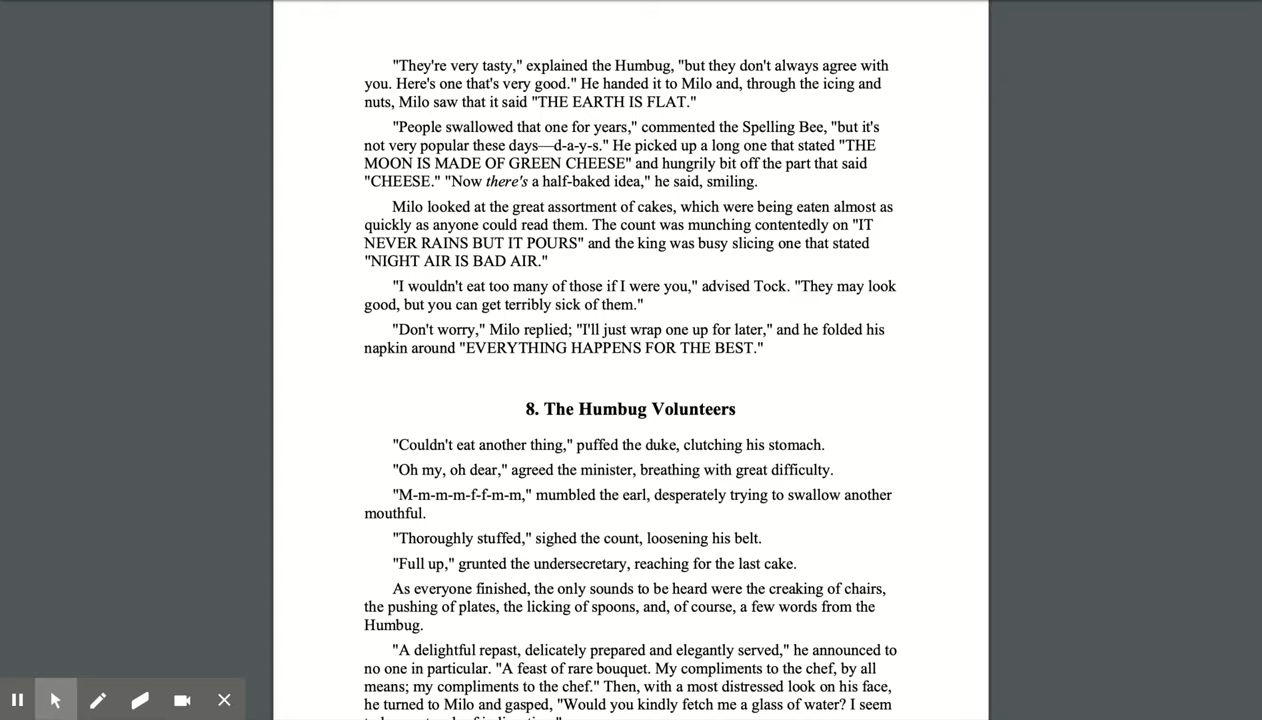 "They're very tasty," explained the Humbug, "but they don't always agree with
you. Here's one that's very good." He handed it to Milo and, through the icing and
nuts, Milo saw that it said "THE EARTH IS FLAT."
"People swallowed that one for years," commented the Spelling Bee, "but it's
not very popular these days—d-a-y-s." He picked up a long one that stated "THE
MOON IS MADE OF GREEN CHEESE" and hungrily bit off the part that said
"CHEESE." "Now there's a half-baked idea," he said, smiling.
Milo looked at the great assortment of cakes, which were being eaten almost as
quickly as anyone could read them. The count was munching contentedly on "IT
NEVER RAINS BUT IT POURS" and the king was busy slicing one that stated
"NIGHT AIR IS BAD AIR."
"I wouldn't eat too many of those if I were you," advised Tock. "They may look
good, but you can get terribly sick of them."
"Don't worry," Milo replied; "I'll just wrap one up for later," and he folded his
napkin around "EVERYTHING HAPPENS FOR THE BEST."
8. The Humbug Volunteers
"Couldn't eat another thing," puffed the duke, clutching his stomach.
"Oh my, oh dear," agreed the minister, breathing with great difficulty.
"M-m-m-m-f-f-m-m," mumbled the earl, desperately trying to swallow another
mouthful.
"Thoroughly stuffed," sighed the count, loosening his belt.
"Full up," grunted the undersecretary, reaching for the last cake.
As everyone finished, the only sounds to be heard were the creaking of chairs,
the pushing of plates, the licking of spoons, and, of course, a few words from the
Humbug.
"A delightful repast, delicately prepared and elegantly served," he announced to
no one in particular. "A feast of rare bouquet. My compliments to the chef, by all
means; my compliments to the chef." Then, with a most distressed look on his face,
he turned to Milo and gasped, "Would you kindly fetch me a glass of water? I seem